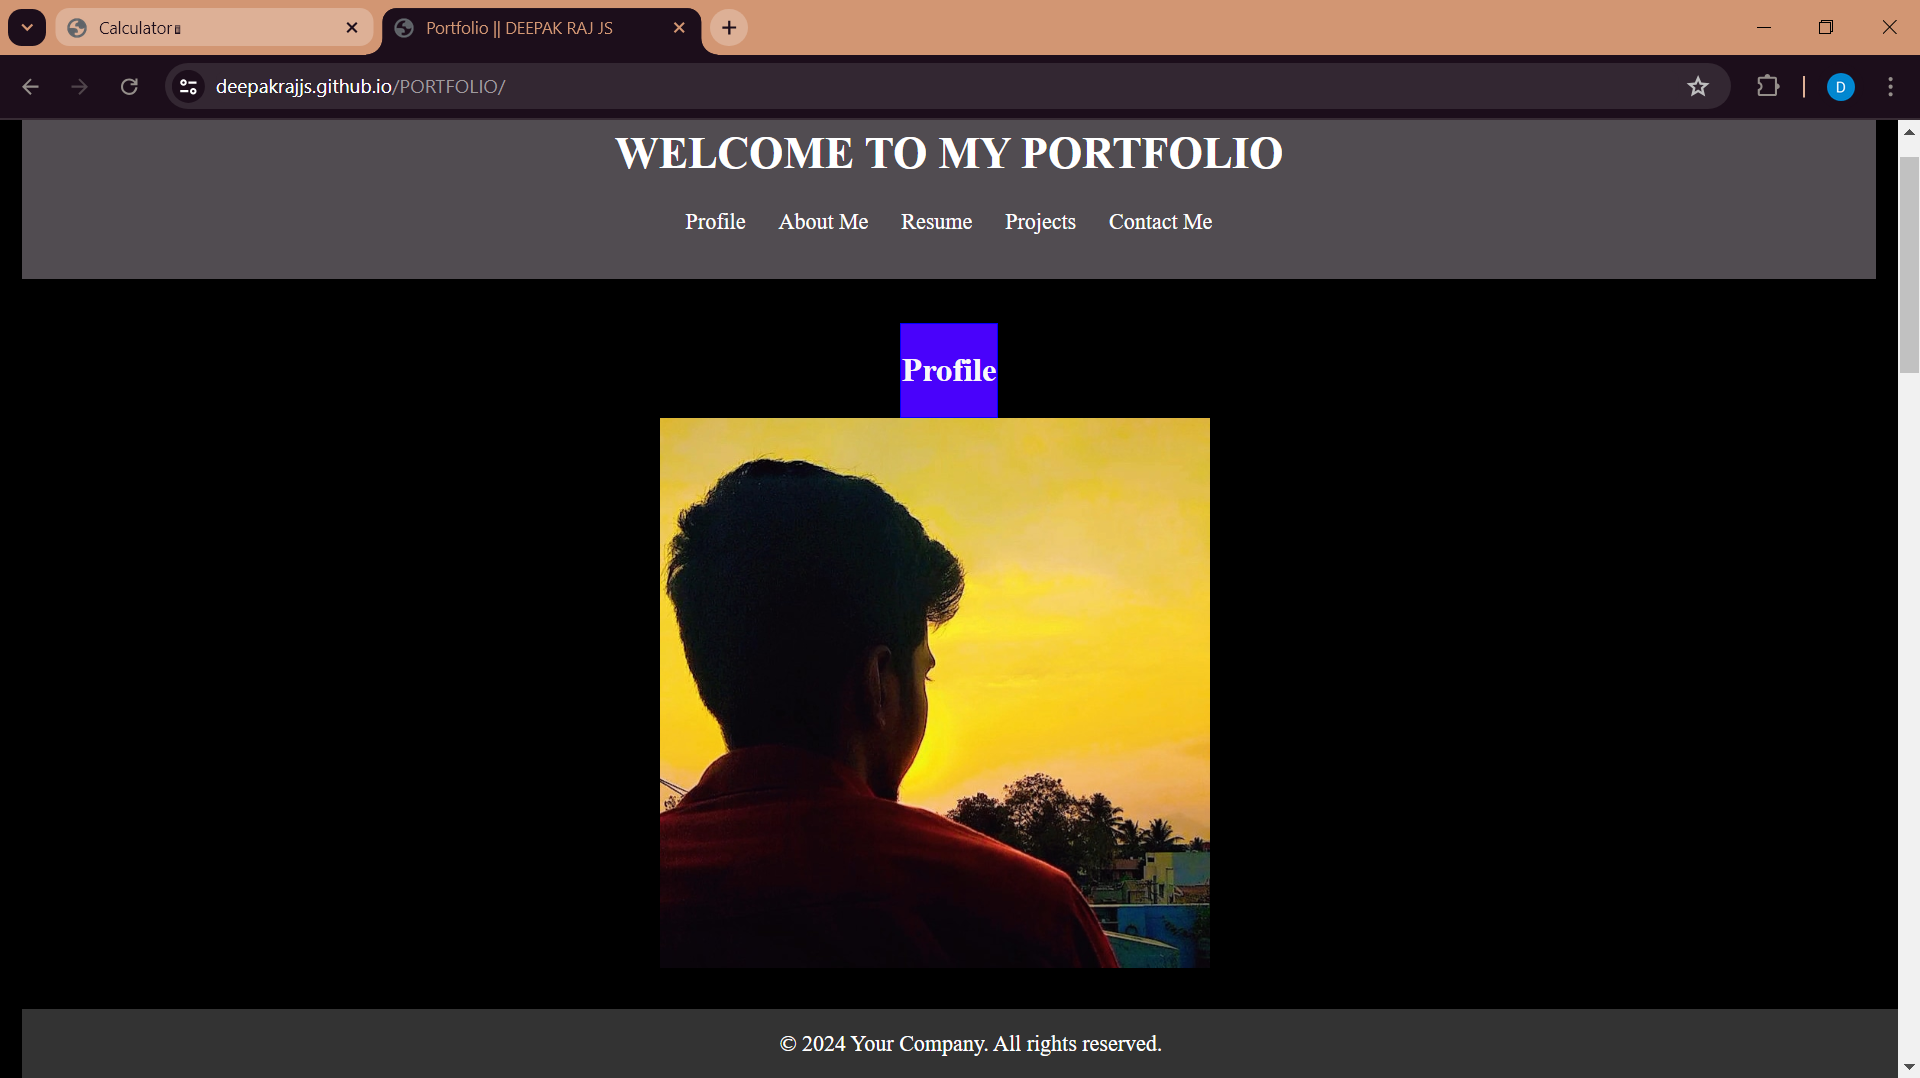 Calculator
Portfolio || DEEPAK RAJ JS
deepakrajjs.github.io/PORTFOLIO/
D
WELCOME TO MY PORTFOLIO
Profile About Me Resume Projects Contact Me
Profile
© 2024 Your Company. All rights reserved.